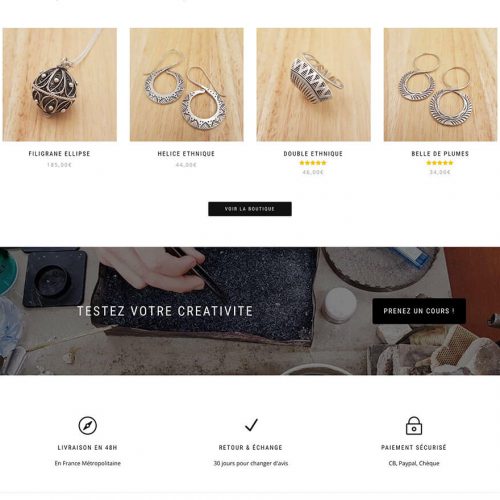 FILIGRANE ELLIPSE
185,00€
HELICE ETHNIQUE
44,00€
DOUBLE ETHNIQUE
46,00€
BELLE DE PLUMES
34,00€
VOIR LA BOUTIQUE
TESTEZ VOTRE CREATIVITE
PRENEZ UN COURS !
LIVRAISON EN 48H
En France Métropolitaine
RETOUR & ÉCHANGE
30 jours pour changer d'avis
PAIEMENT SÉCURISÉ
CB, Paypal, Chèque